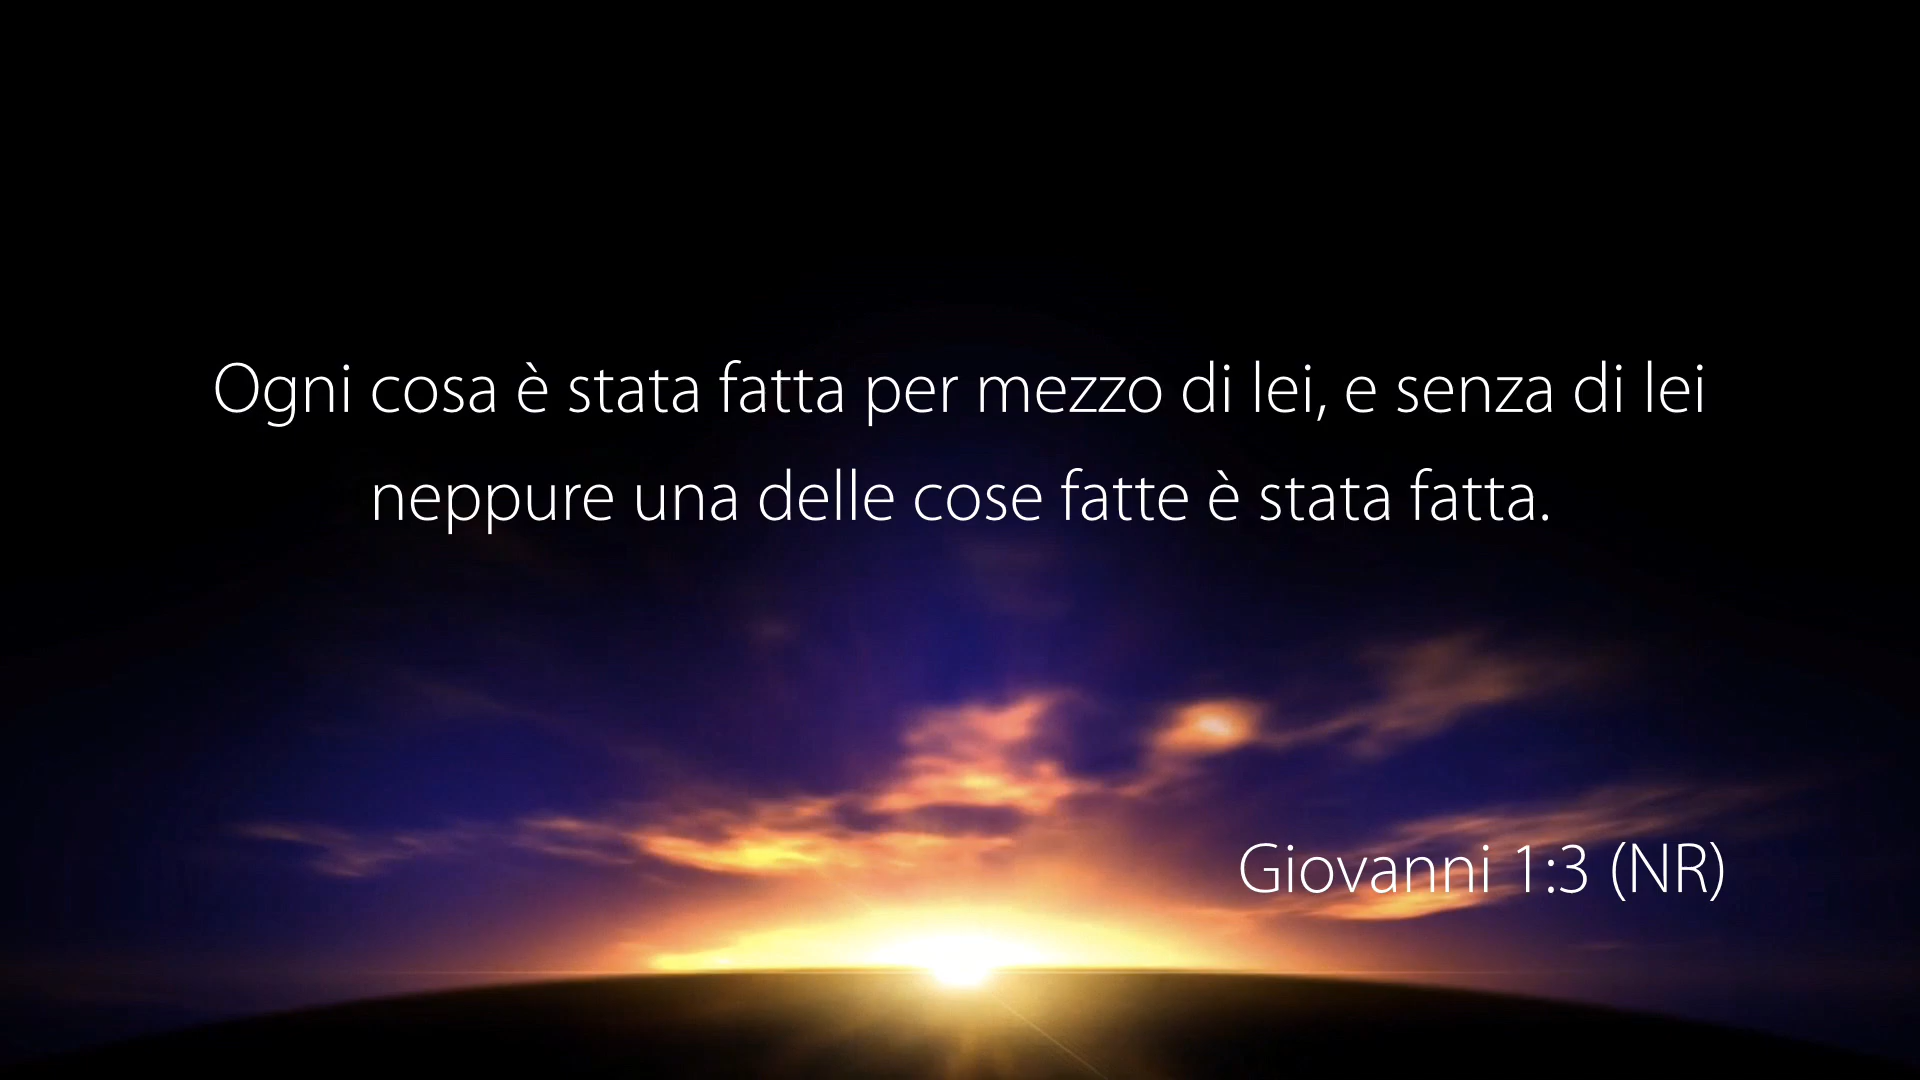 Ogni cosa è stata fatta per mezzo di lei, e senza di lei
neppure una delle cose fatte è stata fatta.
Giovanni 1:3 (NR)